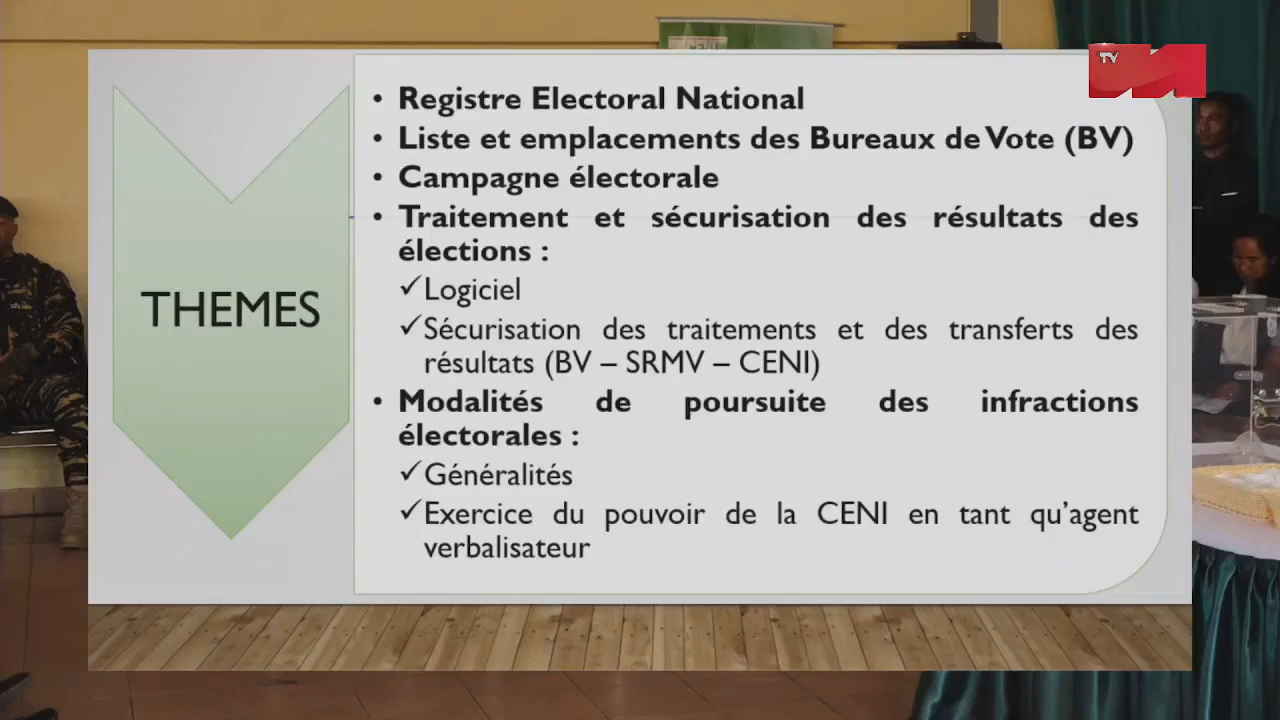 CENI
TV
THEMES
• Registre Electoral National
• Liste et emplacements des Bureaux de Vote (BV)
• Campagne électorale
• Traitement et sécurisation des résultats des
élections :
✓Logiciel
✓Sécurisation des traitements et des transferts des
résultats (BV – SRMV – CENI)
• Modalités de poursuite des infractions
électorales :
✓Généralités
✓Exercice du pouvoir de la CENI en tant qu’agent
verbalisateur